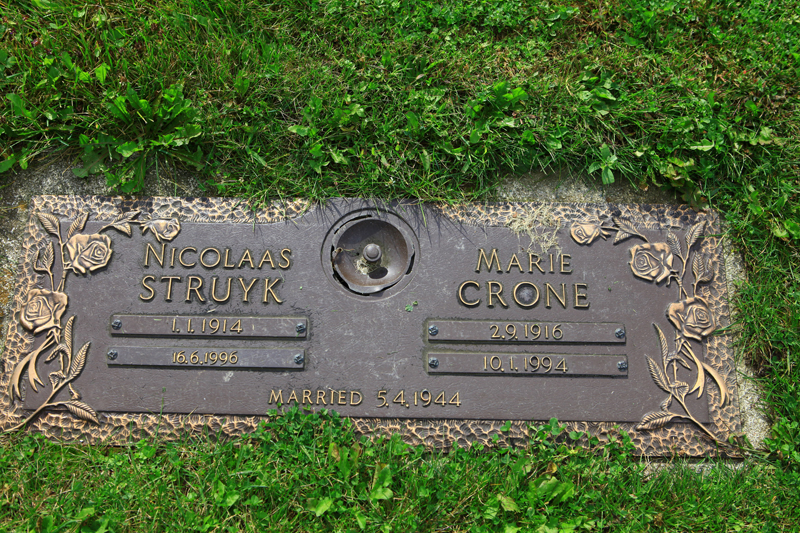 NICOLAAS
STRUYK
1.1.1914
16.6.1996
MARIE
CRONE
2.9.1916
10.1.1994
MARRIED 5.4.1944